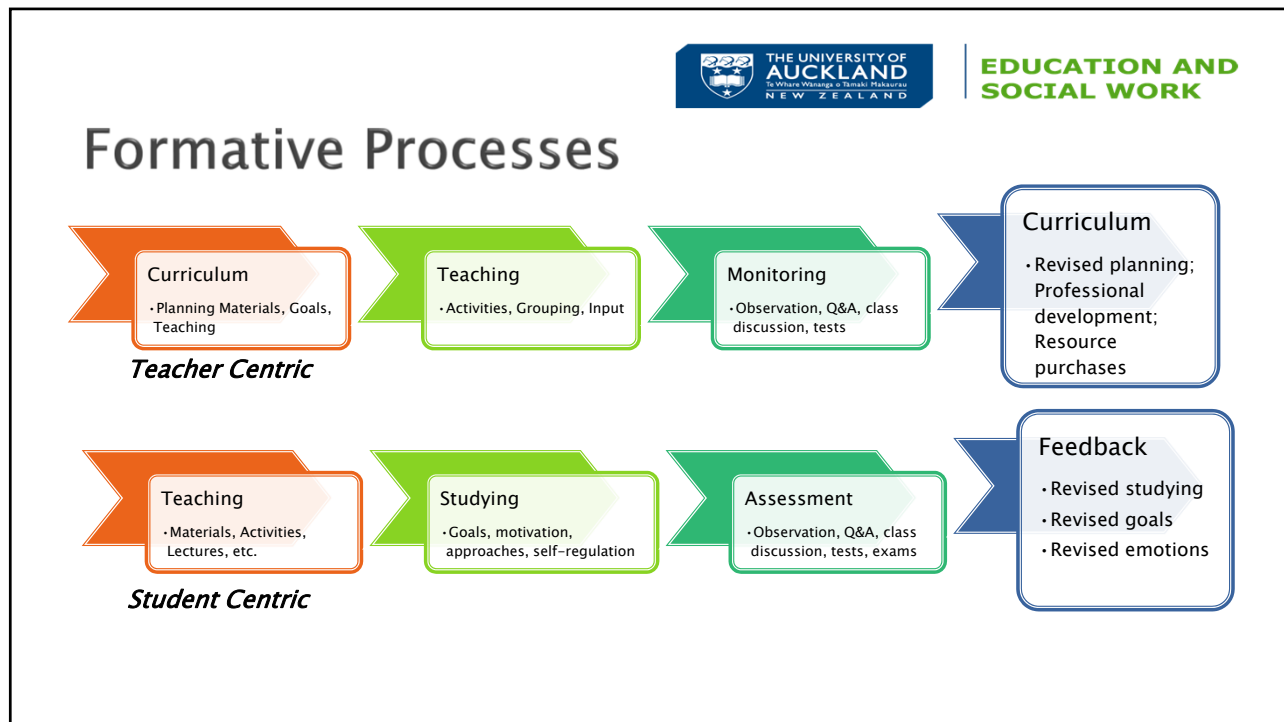 THE UNIVERSITY OF
AUCKLAND
Te Whare Wānanga o Tāmaki Makaurau
NEW ZEALAND
EDUCATION AND
SOCIAL WORK
Formative Processes
Curriculum
•Planning Materials, Goals,
Teaching
Teaching
•Activities, Grouping, Input
Monitoring
•Observation, Q&A, class
discussion, tests
Curriculum
•Revised planning;
Professional
development;
Resource
purchases
Teacher Centric
Teaching
•Materials, Activities,
Lectures, etc.
Studying
•Goals, motivation,
approaches, self-regulation
Assessment
•Observation, Q&A, class
discussion, tests, exams
Feedback
•Revised studying
•Revised goals
•Revised emotions
Student Centric